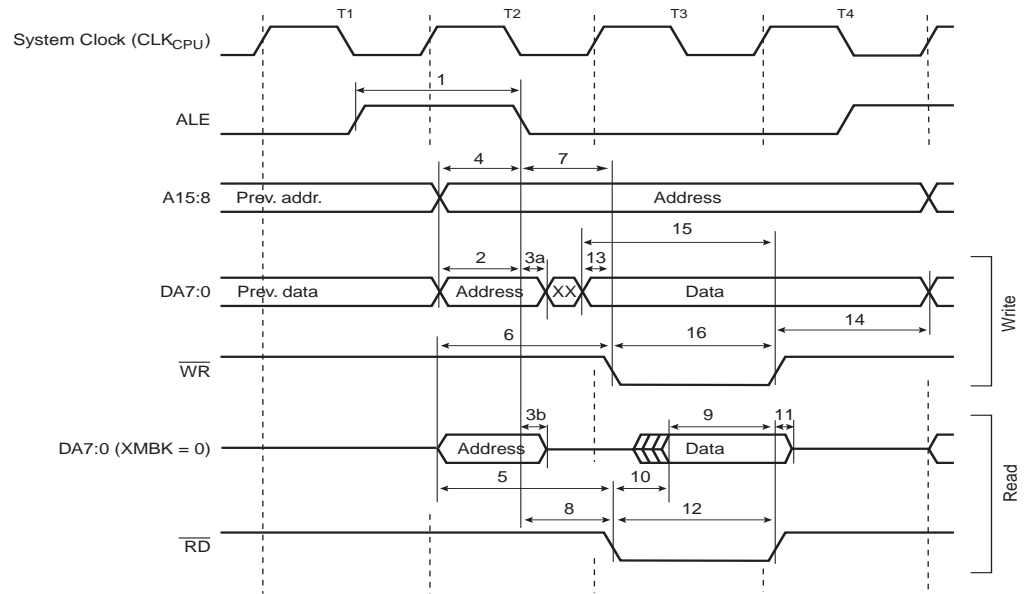 T1 T2 T3 T4
System Clock (CLKCPU)
1
ALE
4 7
A15:8 Prev. addr. Address
15
2 3a 13
DA7:0 Prev. data Address XX Data
14
6 16
WR
Write
3b 9 11
DA7:0 (XMBK = 0) Address Data
5 10
8 12
RD
Read